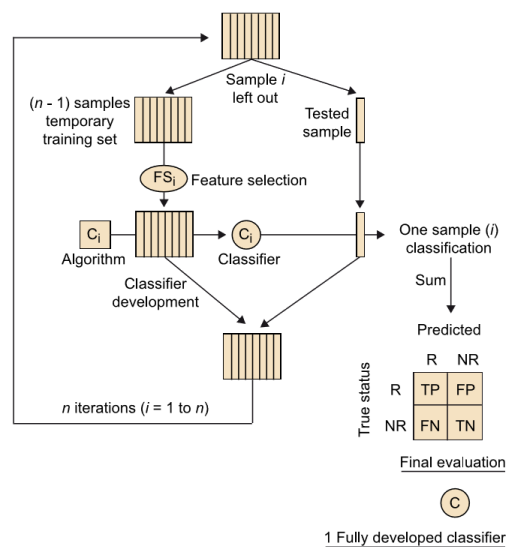 Sample i
left out
(n - 1) samples
temporary
training set
Tested
sample
FSi
Feature selection
Ci
Algorithm
Ci
Classifier
One sample (i)
classification
Classifier
development
Sum
Predicted
R NR
True status
R TP FP
NR FN TN
n iterations (i = 1 to n)
Final evaluation
C
1 Fully developed classifier